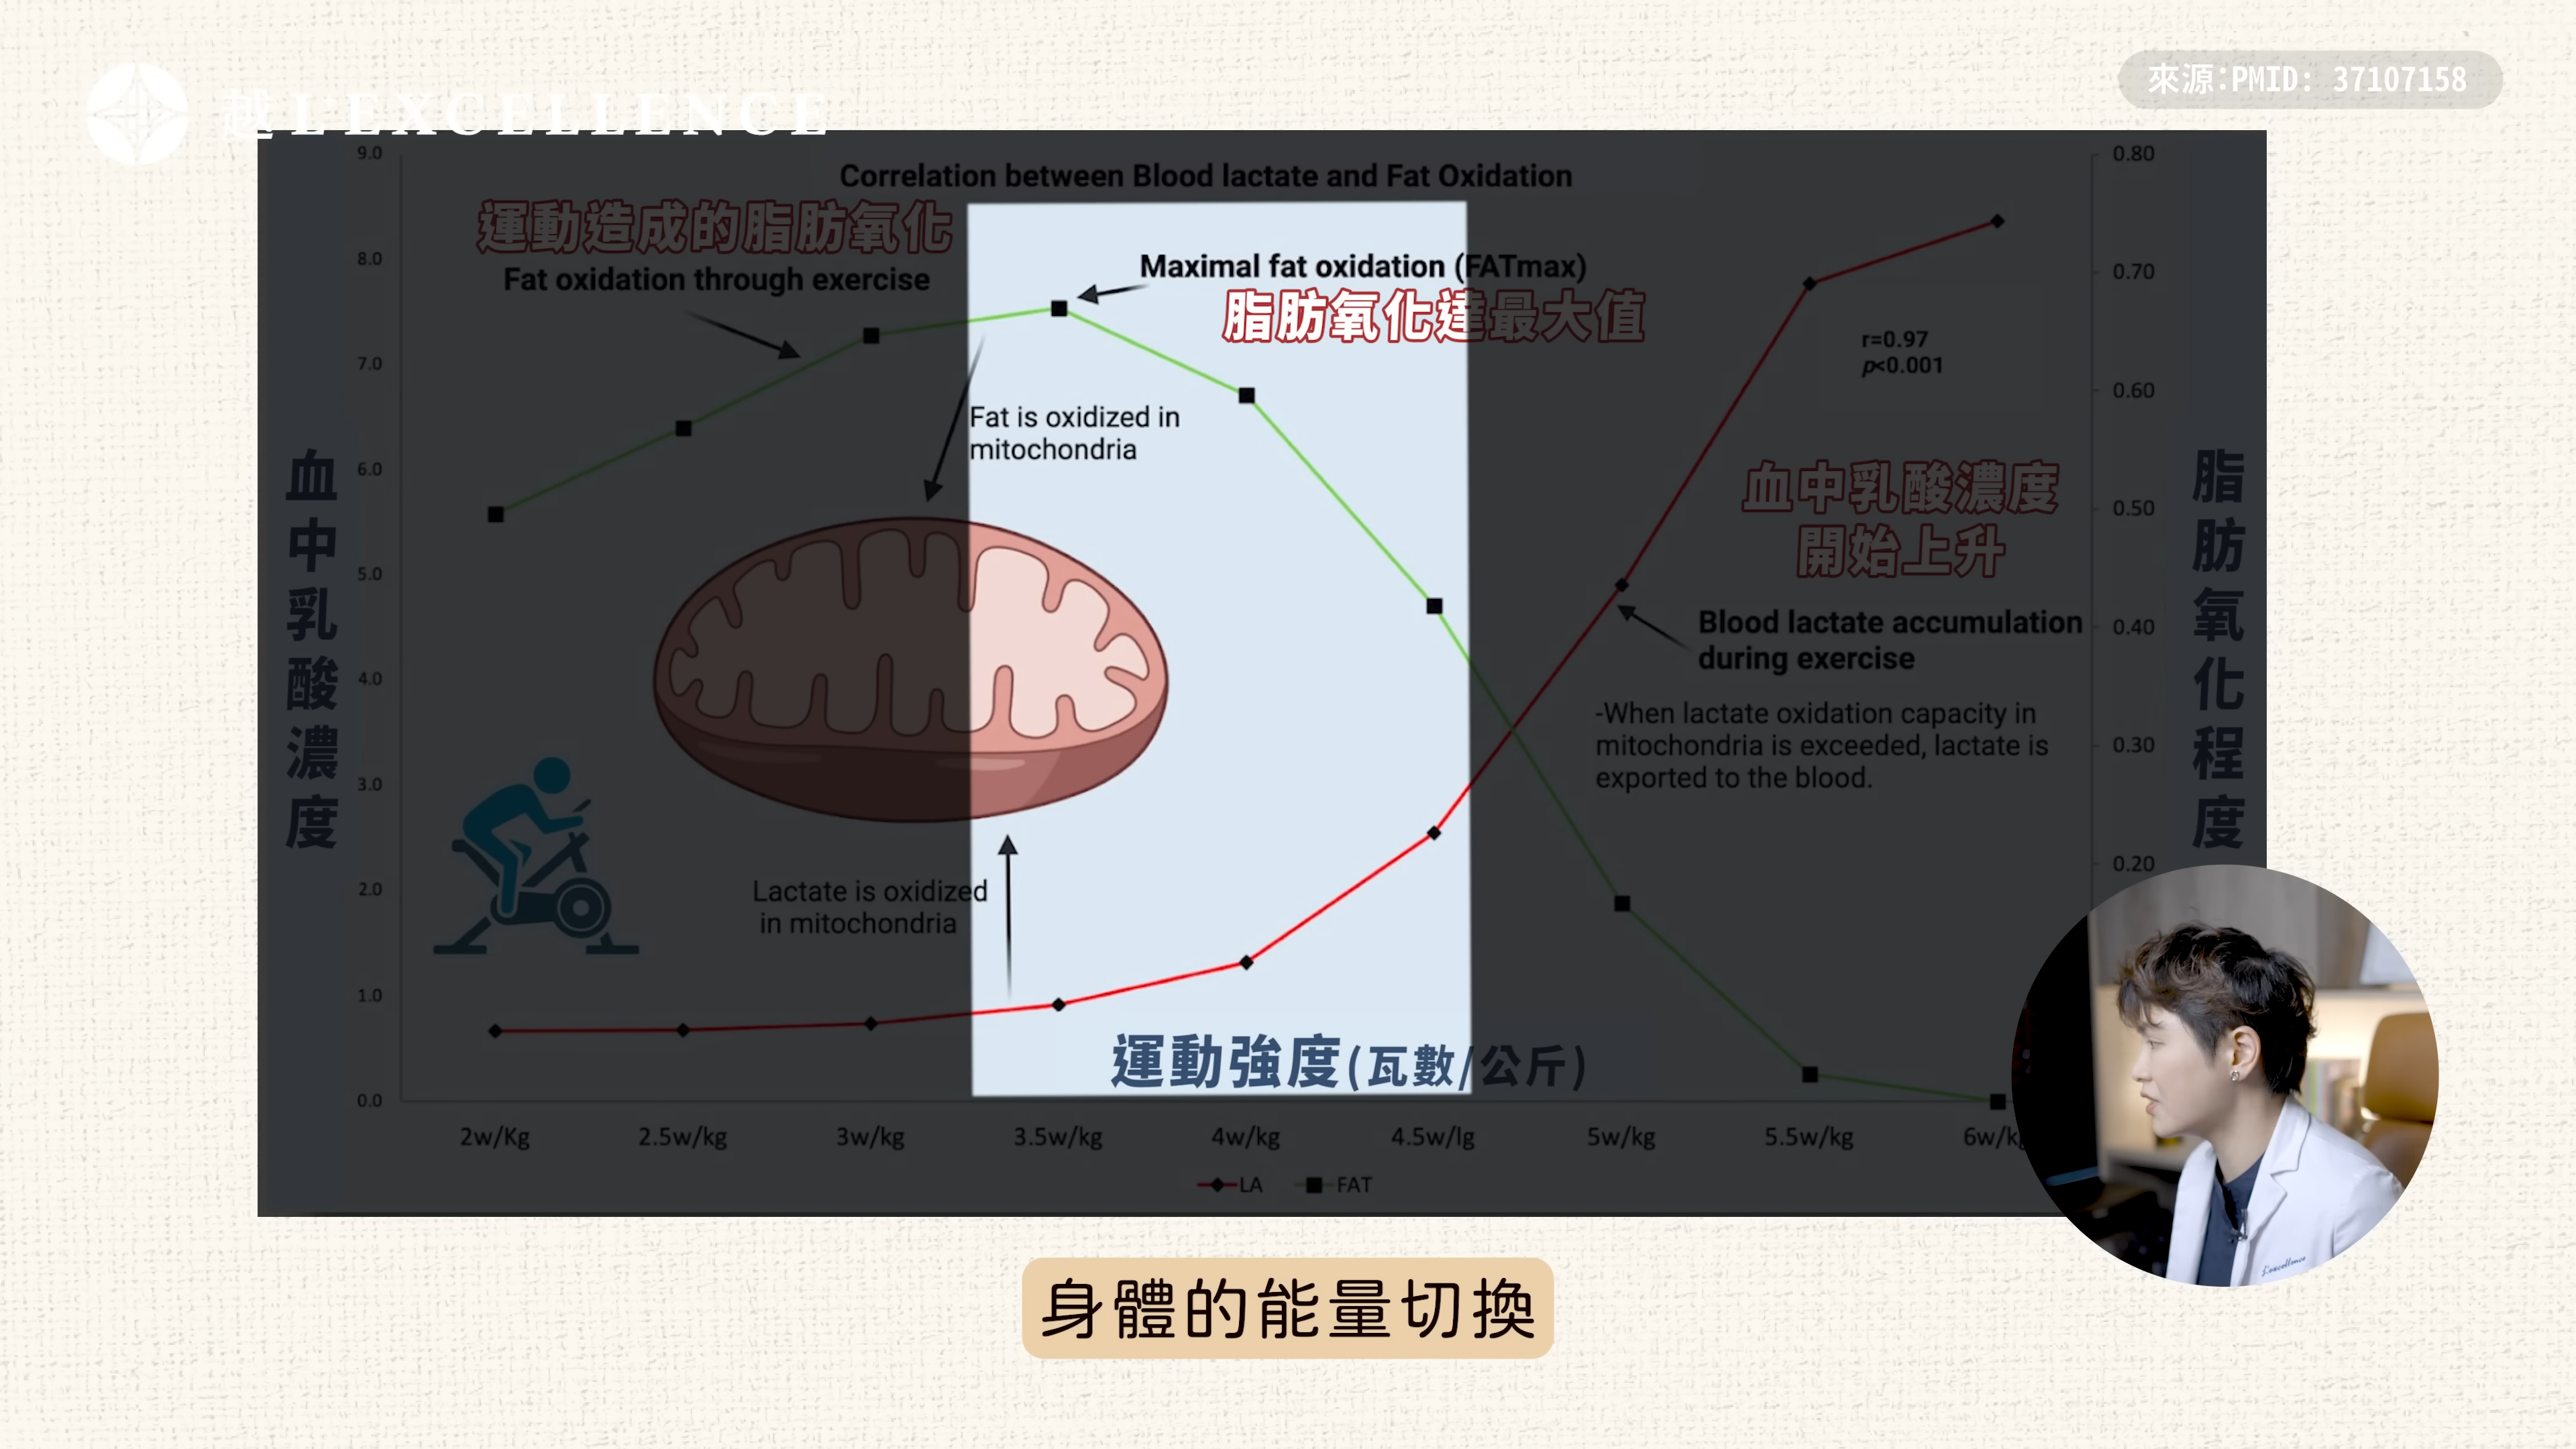 越 L'EXCELLENCE
來源:PMID: 37107158
Correlation between Blood lactate and Fat Oxidation
運動造成的脂肪氧化
Fat oxidation through exercise
Maximal fat oxidation (FATmax)
脂肪氧化達最大值
r=0.97
p<0.001
Fat is oxidized in
mitochondria
血中乳酸濃度
開始上升
Blood lactate accumulation
during exercise
-When lactate oxidation capacity in
mitochondria is exceeded, lactate is
exported to the blood.
Lactate is oxidized
in mitochondria
血中乳酸濃度
9.0
8.0
7.0
6.0
5.0
4.0
3.0
2.0
1.0
0.0
脂肪氧化程度
0.80
0.70
0.60
0.50
0.40
0.30
0.20
運動強度(瓦數/公斤)
2w/Kg 2.5w/kg 3w/kg 3.5w/kg 4w/kg 4.5w/lg 5w/kg 5.5w/kg 6w/k
LA FAT
L'excellence
身體的能量切換